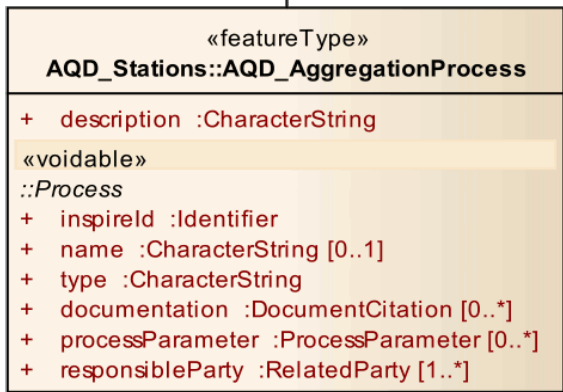 «featureType»
AQD_Stations::AQD_AggregationProcess
+ description :CharacterString
«voidable»
::Process
+ inspireId :Identifier
+ name :CharacterString [0..1]
+ type :CharacterString
+ documentation :DocumentCitation [0..*]
+ processParameter :ProcessParameter [0..*]
+ responsibleParty :RelatedParty [1..*]